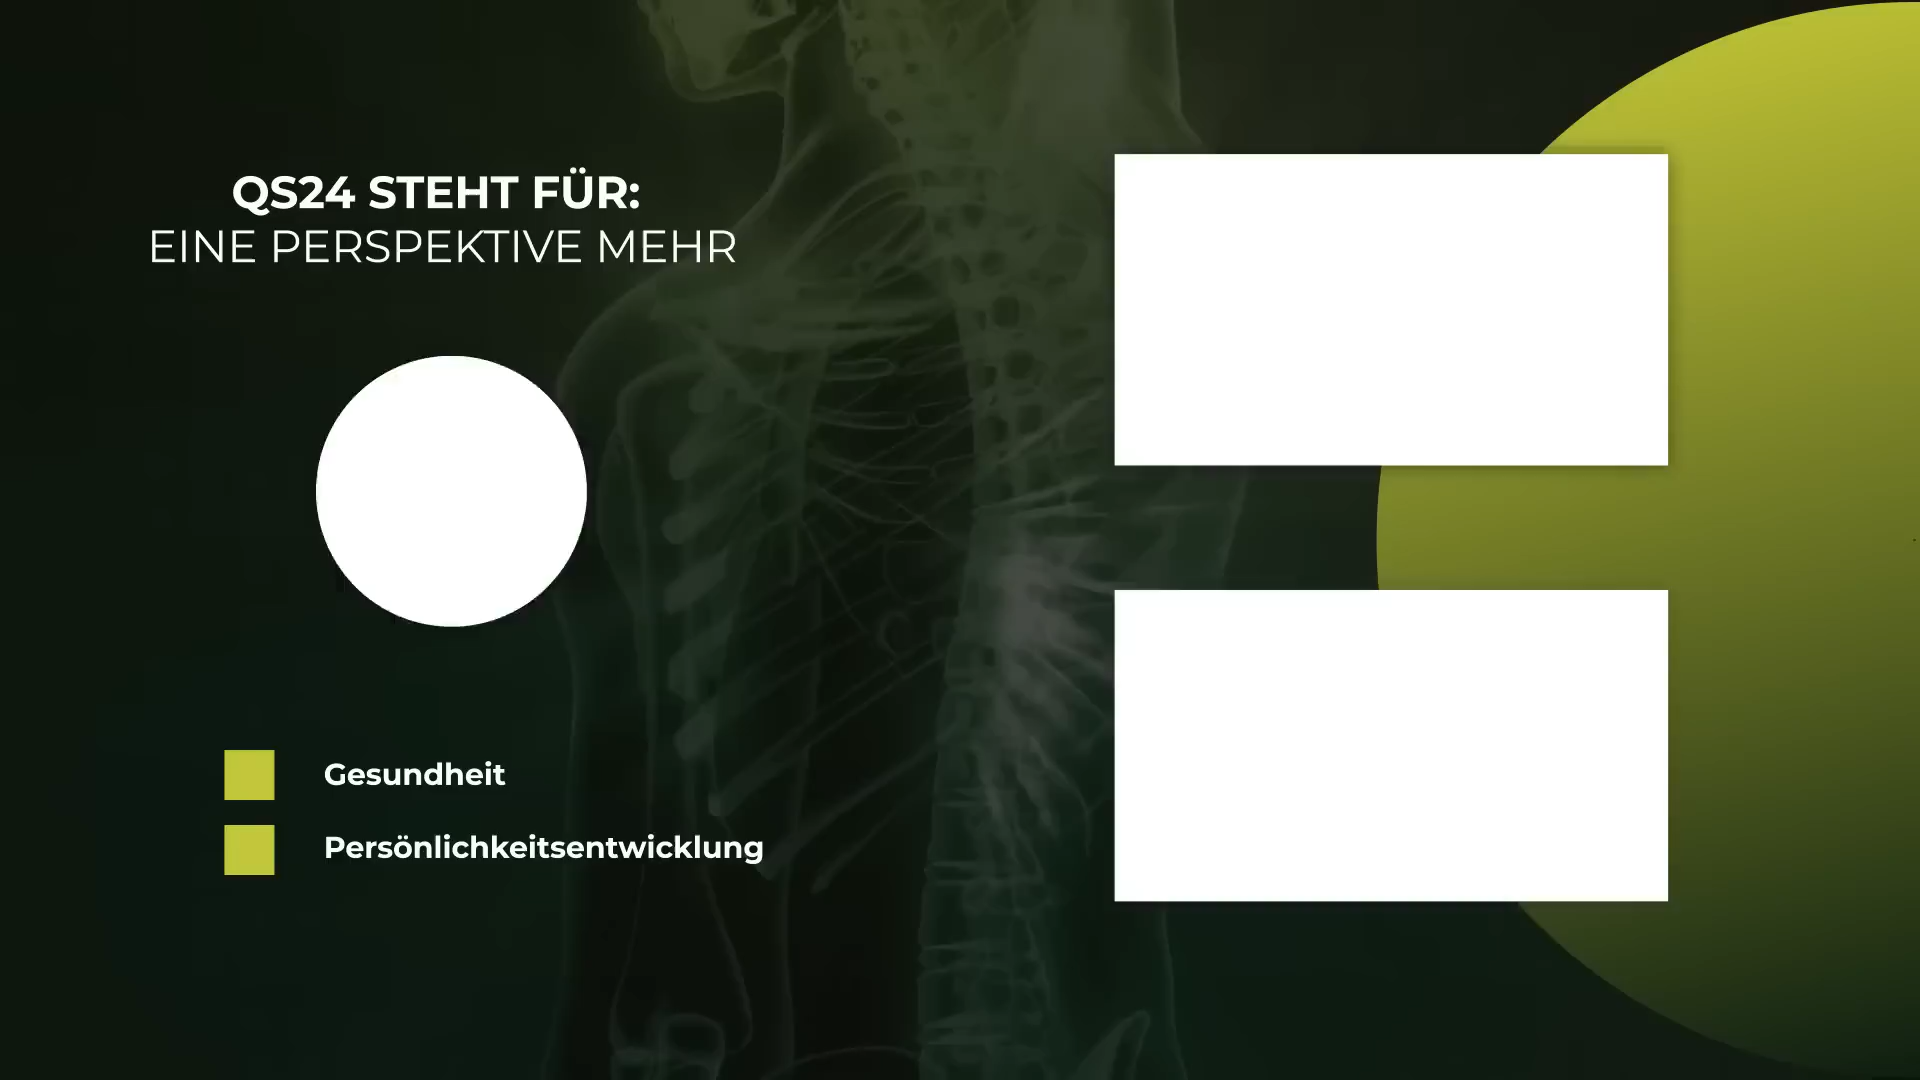 QS24 STEHT FÜR:
EINE PERSPEKTIVE MEHR
Gesundheit
Persönlichkeitsentwicklung